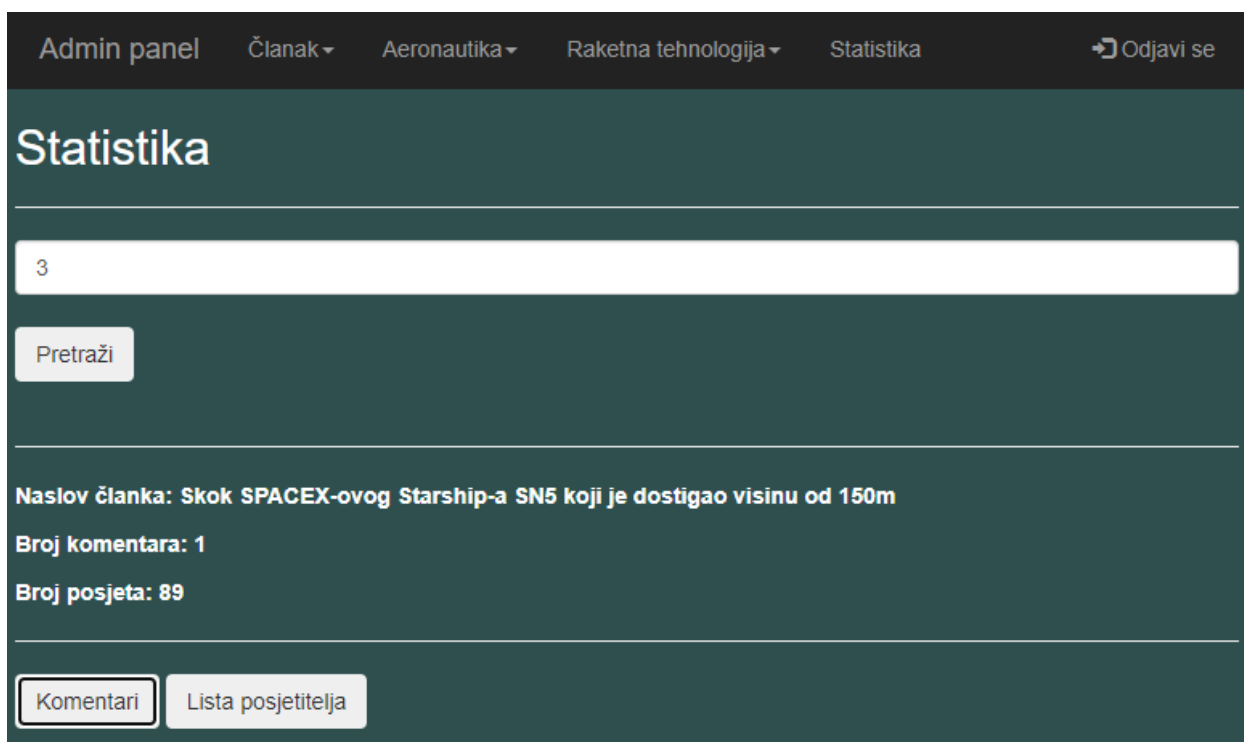 Admin panel Članak Aeronautika Raketna tehnologija Statistika Odjavi se
Statistika
3
Pretraži
Naslov članka: Skok SPACEX-ovog Starship-a SN5 koji je dostigao visinu od 150m
Broj komentara: 1
Broj posjeta: 89
Komentari Lista posjetitelja